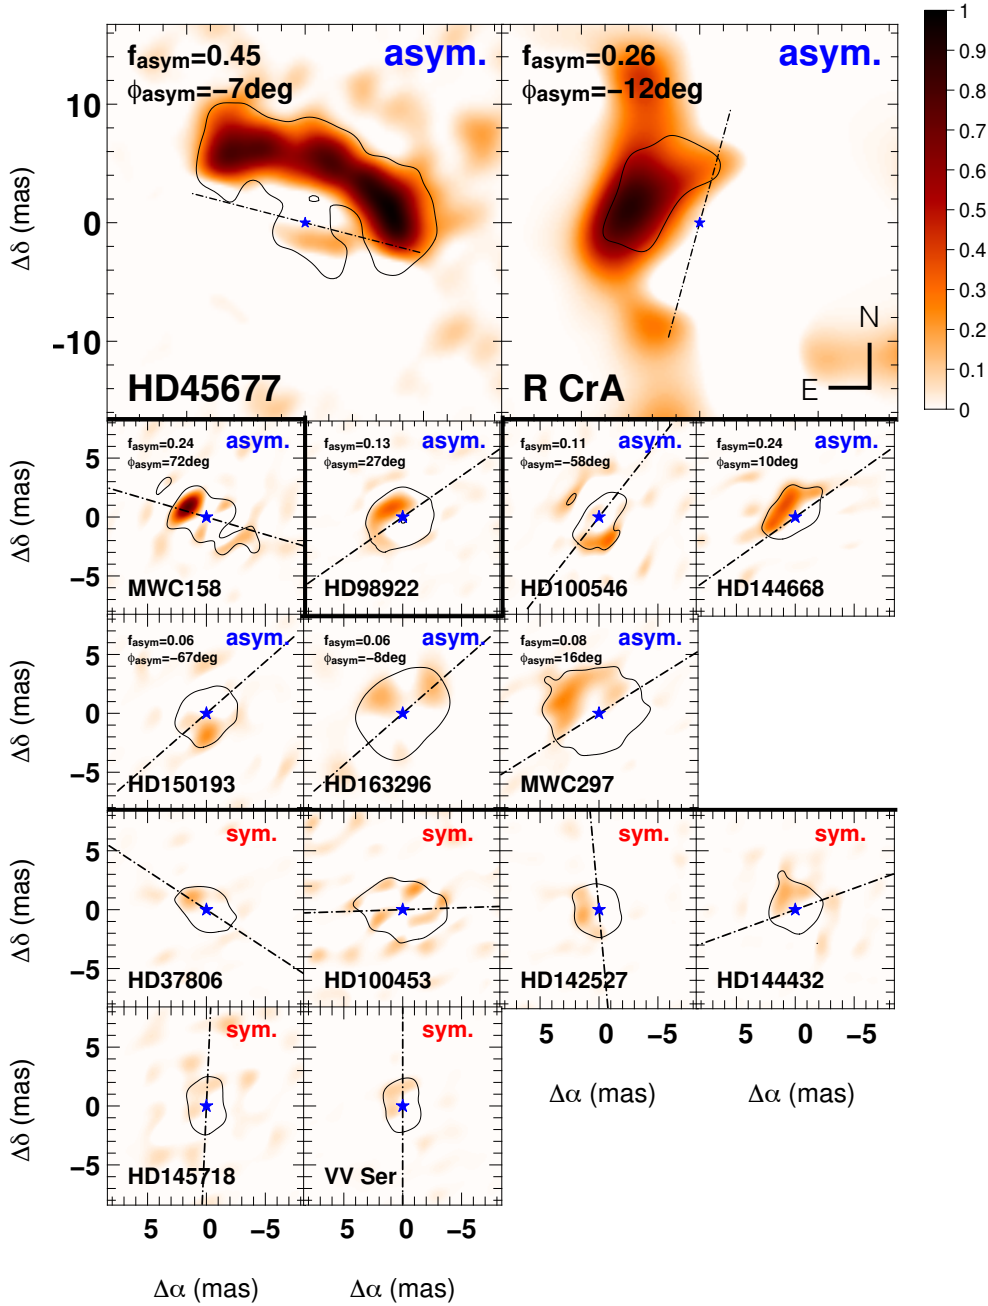 f_asym=0.45
ϕ_asym=−7deg
asym.
HD45677
f_asym=0.26
ϕ_asym=−12deg
asym.
R CrA
N
E
1
0.9
0.8
0.7
0.6
0.5
0.4
0.3
0.2
0.1
0
10
0
-10
Δδ (mas)
f_asym=0.24
ϕ_asym=72deg
asym.
MWC158
f_asym=0.13
ϕ_asym=27deg
asym.
HD98922
f_asym=0.11
ϕ_asym=−58deg
asym.
HD100546
f_asym=0.24
ϕ_asym=10deg
asym.
HD144668
5
0
−5
Δδ (mas)
f_asym=0.06
ϕ_asym=−67deg
asym.
HD150193
f_asym=0.06
ϕ_asym=−8deg
asym.
HD163296
f_asym=0.08
ϕ_asym=16deg
asym.
MWC297
5
0
−5
Δδ (mas)
sym.
HD37806
sym.
HD100453
sym.
HD142527
sym.
HD144432
5
0
−5
Δδ (mas)
5 0 −5
Δα (mas)
5 0 −5
Δα (mas)
sym.
HD145718
sym.
VV Ser
5
0
−5
Δδ (mas)
5 0 −5
Δα (mas)
5 0 −5
Δα (mas)